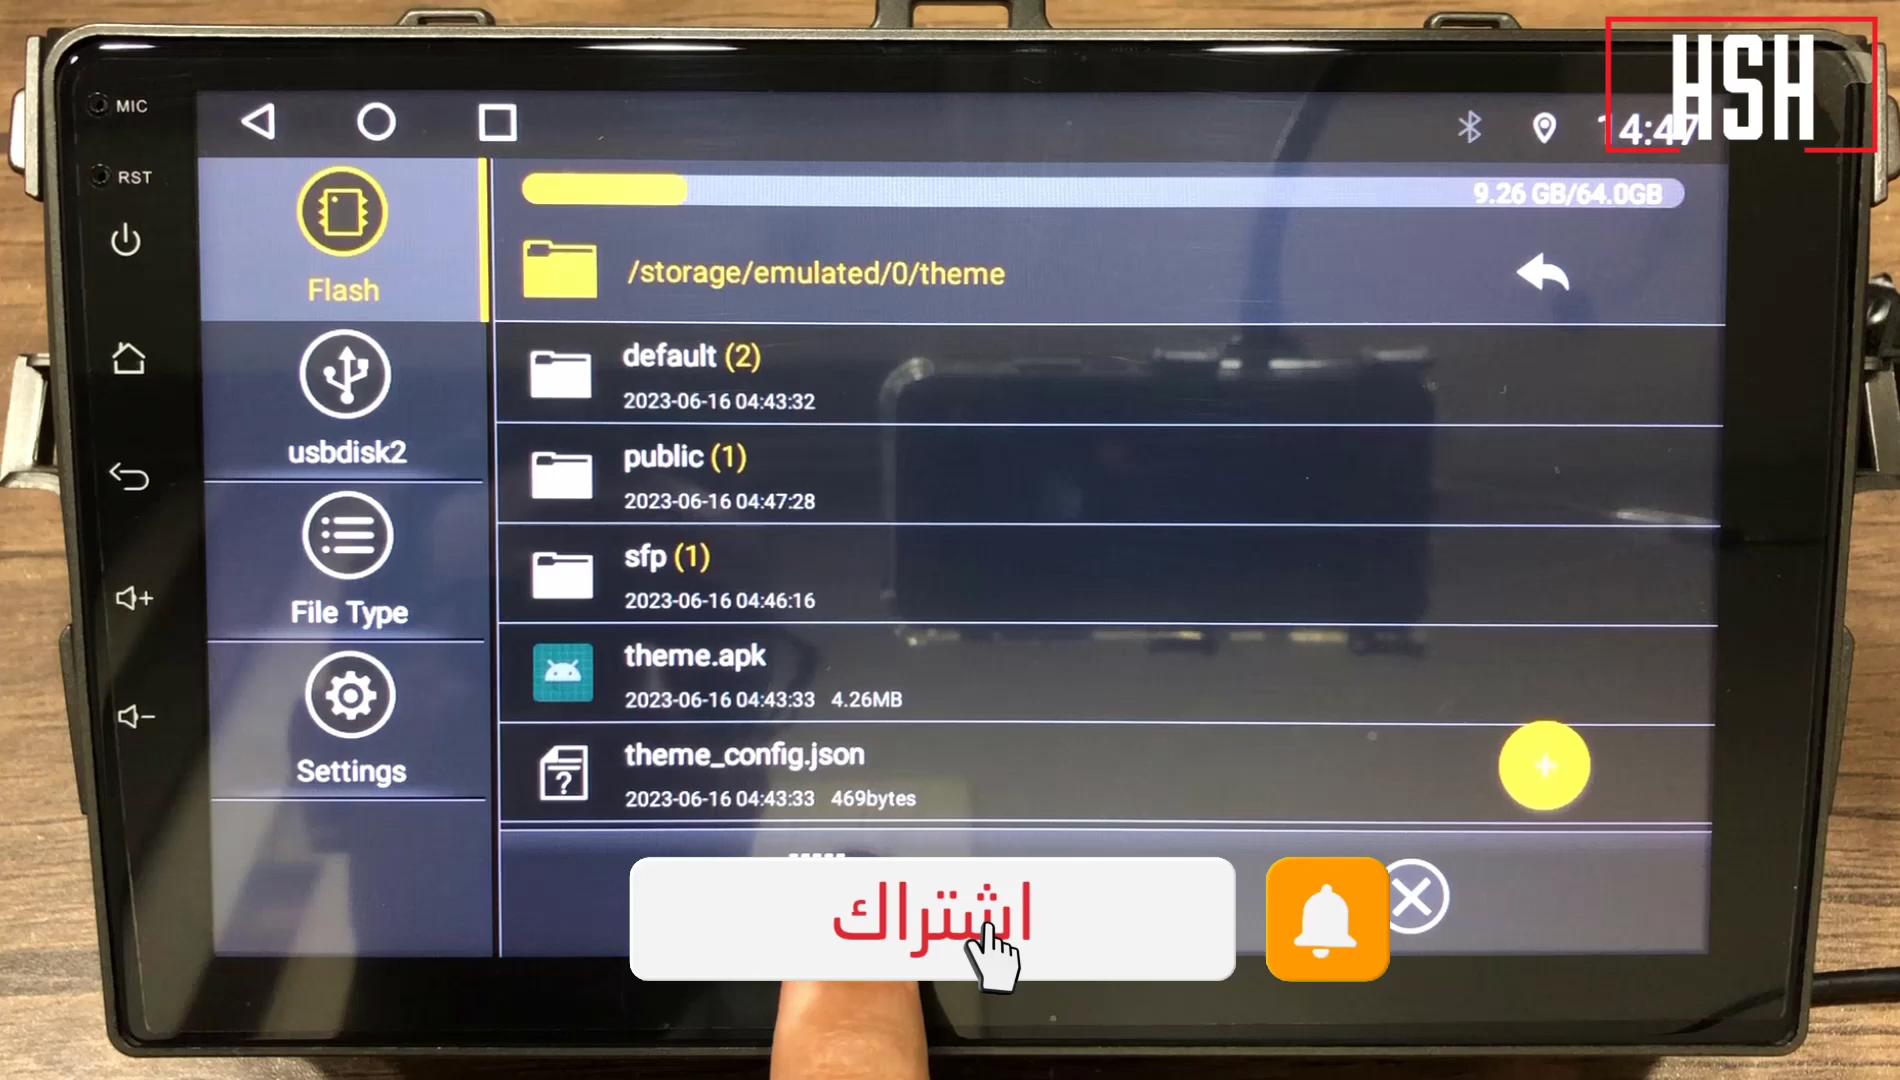 MIC
HSH
14:47
RST
9.26 GB/64.0GB
/storage/emulated/0/theme
Flash
default (2)
2023-06-16 04:43:32
usbdisk2
public (1)
2023-06-16 04:47:28
sfp (1)
2023-06-16 04:46:16
File Type
theme.apk
2023-06-16 04:43:33 4.26MB
Settings
theme_config.json
2023-06-16 04:43:33 469bytes
اشتراك